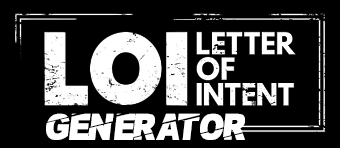 LOI
LETTER
OF
INTENT
GENERATOR